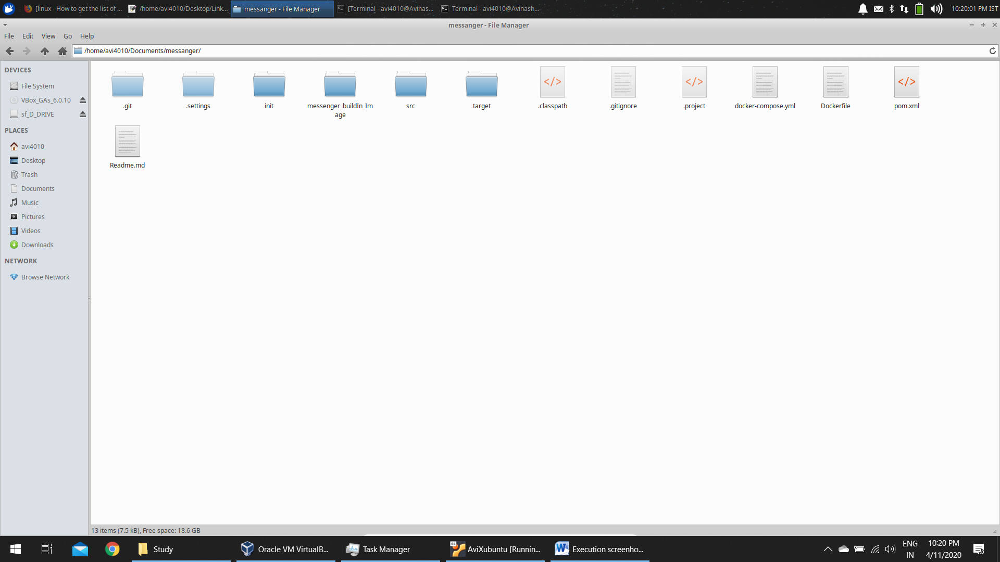 [linux - How to get the list of ...
/home/avi4010/Desktop/Link...
messanger - File Manager
[Terminal - avi4010@Avinas...
Terminal - avi4010@Avinash...
10:20:01 PM IST
messanger - File Manager
File Edit View Go Help
/home/avi4010/Documents/messanger/
DEVICES
File System
VBox_GAs_6.0.10
sf_D_DRIVE
PLACES
avi4010
Desktop
Trash
Documents
Music
Pictures
Videos
Downloads
NETWORK
Browse Network
.git
.settings
init
messenger_buildIn_Im
age
src
target
.classpath
.gitignore
.project
docker-compose.yml
Dockerfile
pom.xml
Readme.md
13 items (7.5 kB), Free space: 18.6 GB
Study
Oracle VM VirtualB...
Task Manager
64
AviXubuntu [Runnin...
Execution screenho...
ENG
IN
10:20 PM
4/11/2020